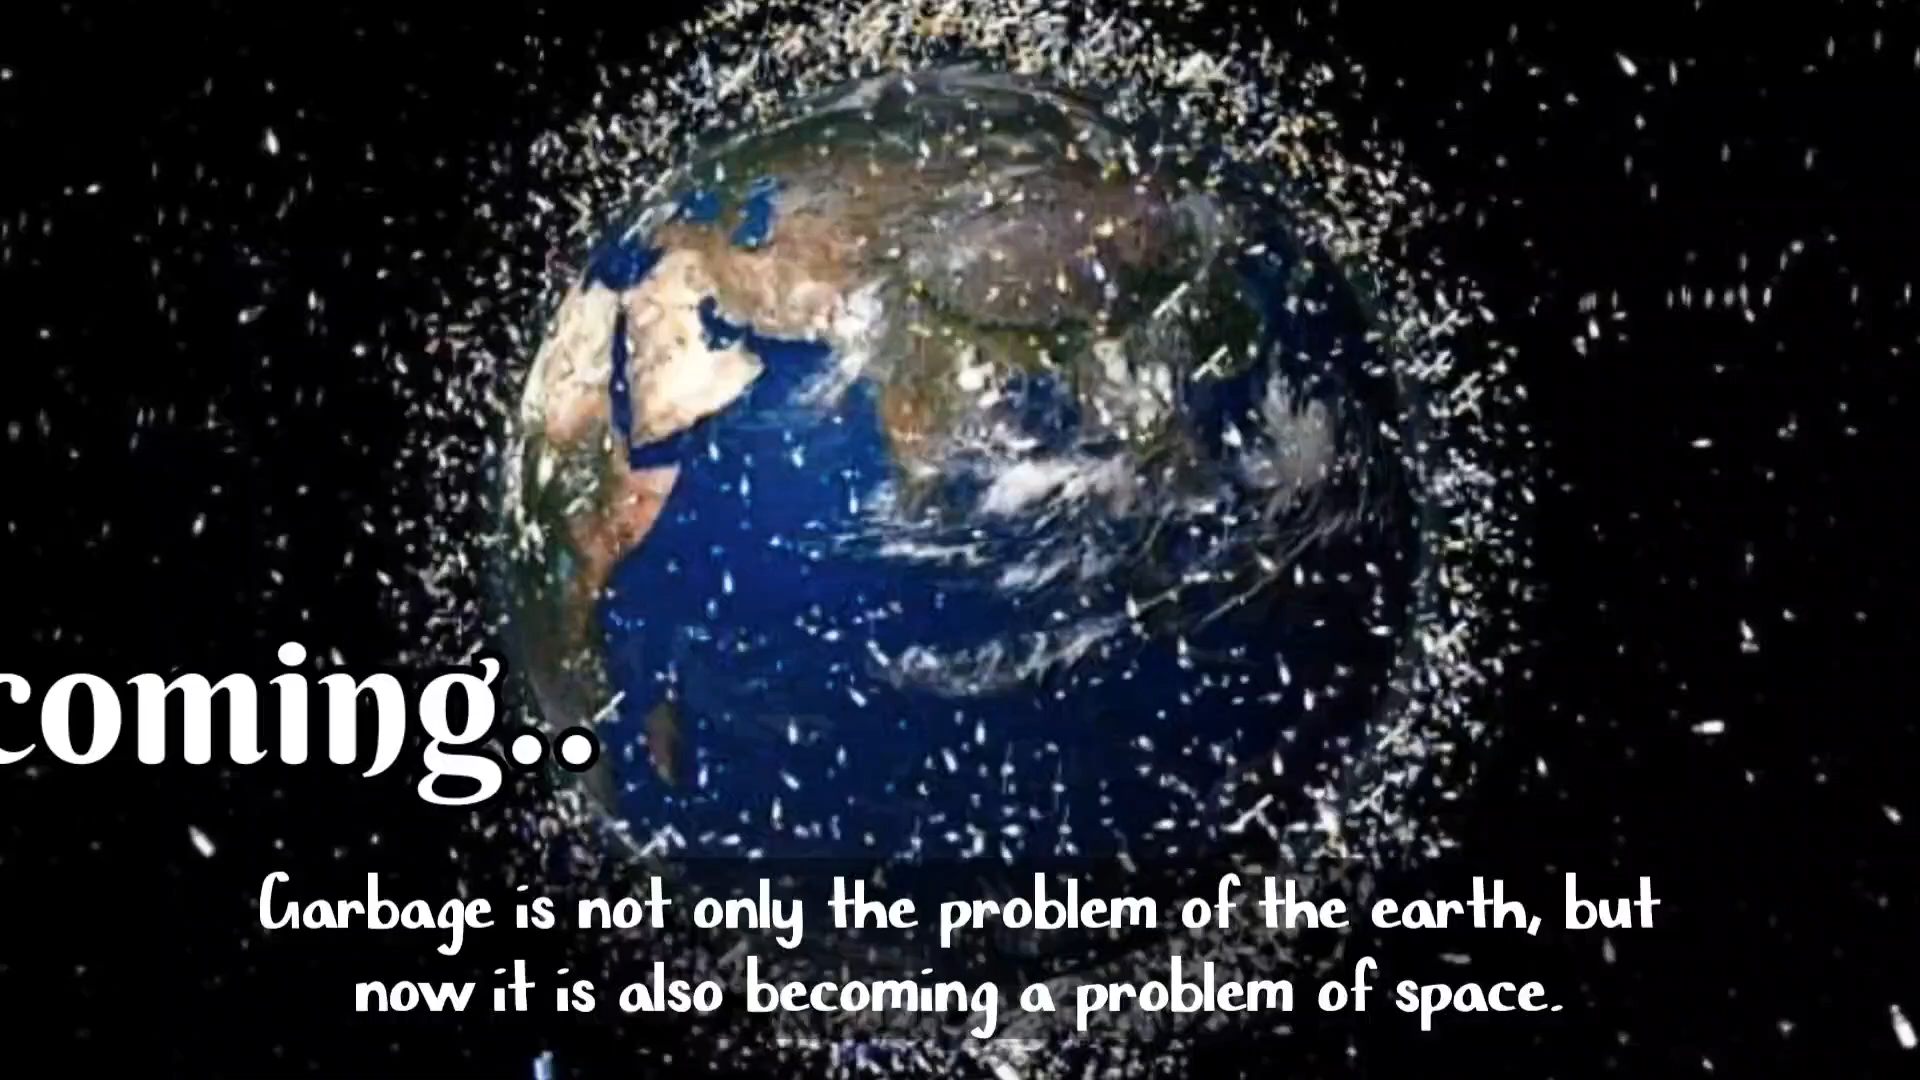 coming..
Garbage is not only the problem of the earth, but
now it is also becoming a problem of space.